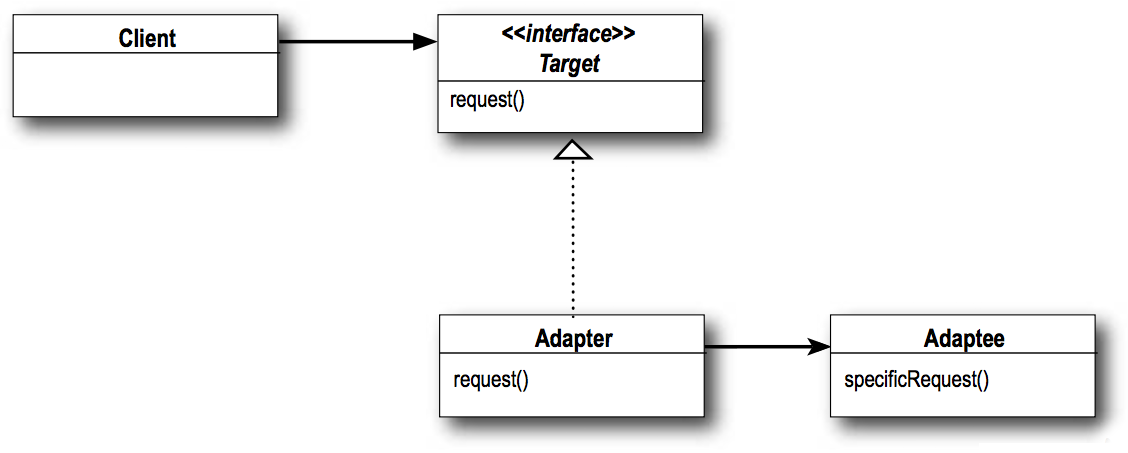 Client
<<interface>>
Target
request()
Adapter
request()
Adaptee
specificRequest()